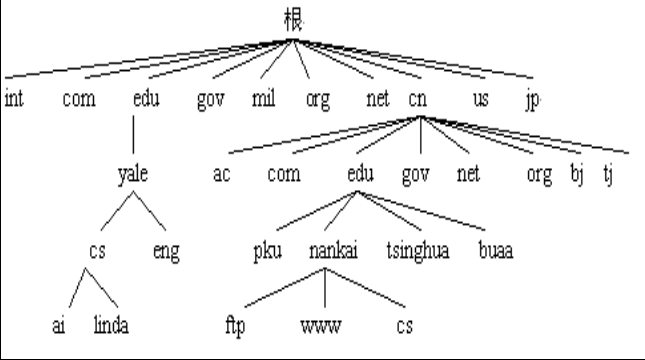 根
int com edu gov mil org net cn us jp
yale ac com edu gov net org bj tj
cs eng pku nankai tsinghua buaa
ai linda ftp www cs